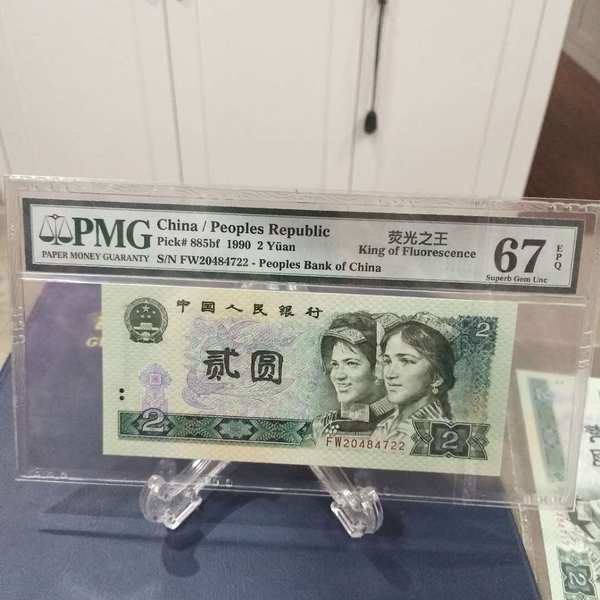 PMG
PAPER MONEY GUARANTY
China / Peoples Republic
Pick# 885bf 1990 2 Yüan
S/N FW20484722 - Peoples Bank of China
荧光之王
King of Fluorescence
67
EPQ
Superb Gem Unc
中国人民银行
贰圆
2
2
2
FW20484722